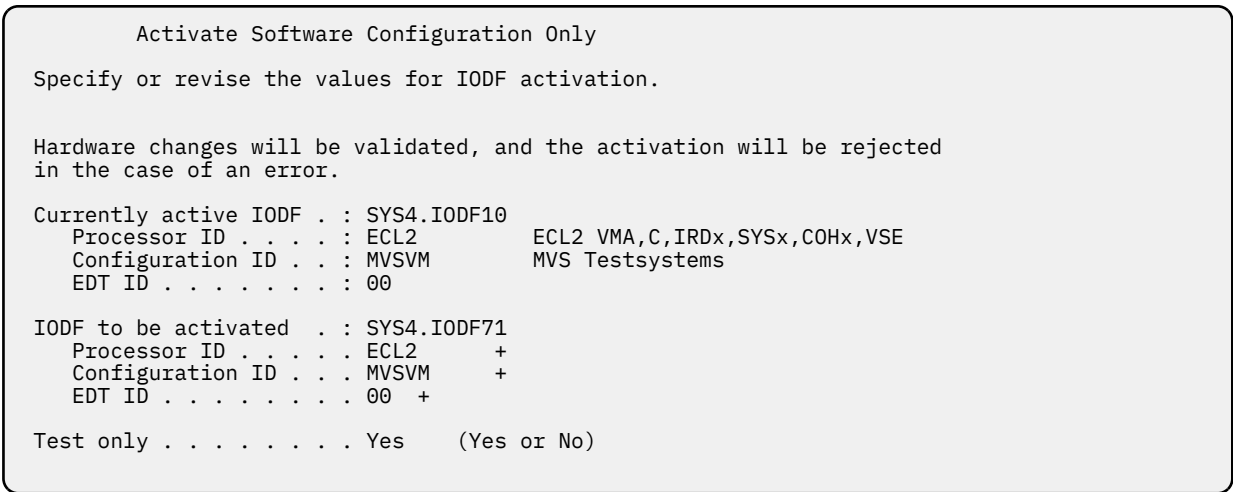 Activate Software Configuration Only
Specify or revise the values for IODF activation.
Hardware changes will be validated, and the activation will be rejected
in the case of an error.
Currently active IODF . : SYS4.IODF10
Processor ID . . . . : ECL2 ECL2 VMA,C,IRDx,SYSx,COHx,VSE
Configuration ID . . : MVSVM MVS Testsystems
EDT ID . . . . . . . : 00
IODF to be activated . : SYS4.IODF71
Processor ID . . . . . ECL2 +
Configuration ID . . . MVSVM +
EDT ID . . . . . . . . 00 +
Test only . . . . . . . . Yes (Yes or No)